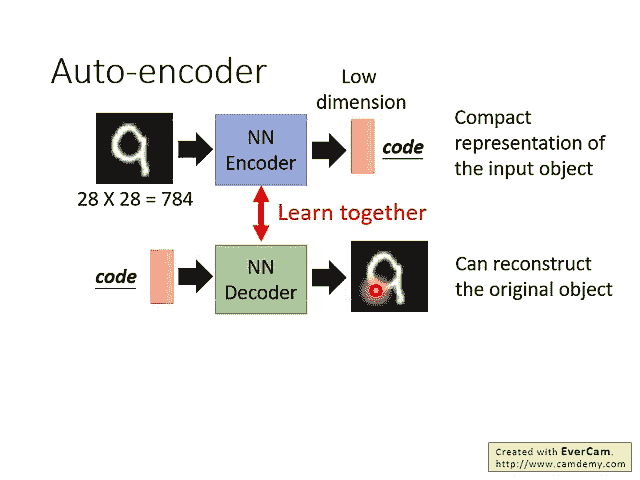 Auto-encoder
Low
dimension
NN
Encoder
code
Compact
representation of
the input object
28 X 28 = 784
Learn together
code
NN
Decoder
Can reconstruct
the original object
Created with EverCam.
http://www.camdemy.com